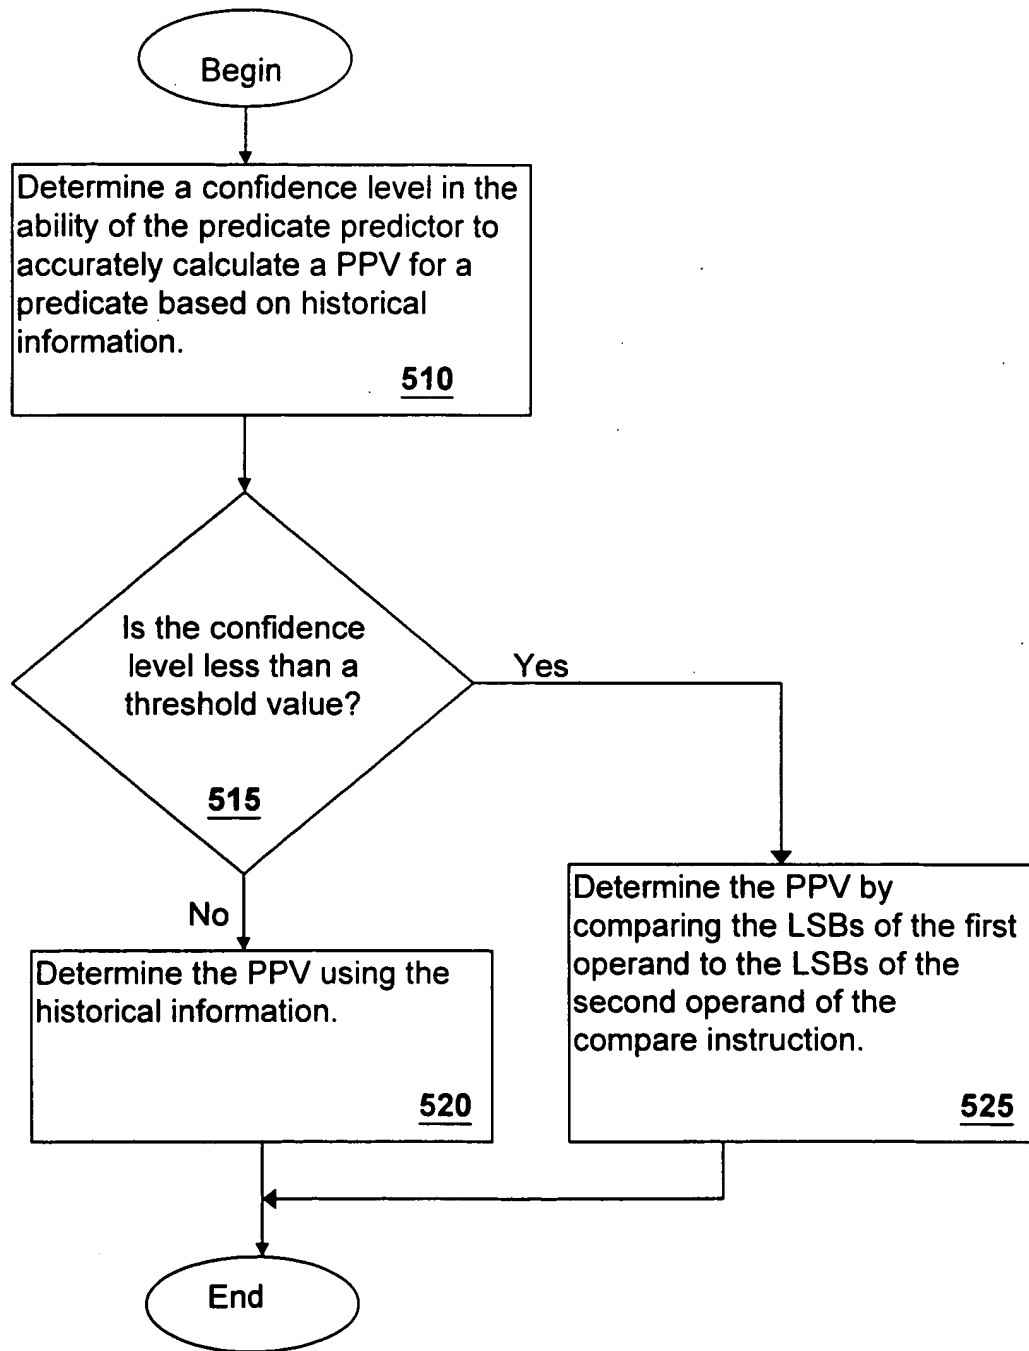 Begin
Determine a confidence level in the
ability of the predicate predictor to
accurately calculate a PPV for a
predicate based on historical
information.
510
Is the confidence
level less than a
threshold value?
515
Yes
No
Determine the PPV using the
historical information.
520
Determine the PPV by
comparing the LSBs of the first
operand to the LSBs of the
second operand of the
compare instruction.
525
End